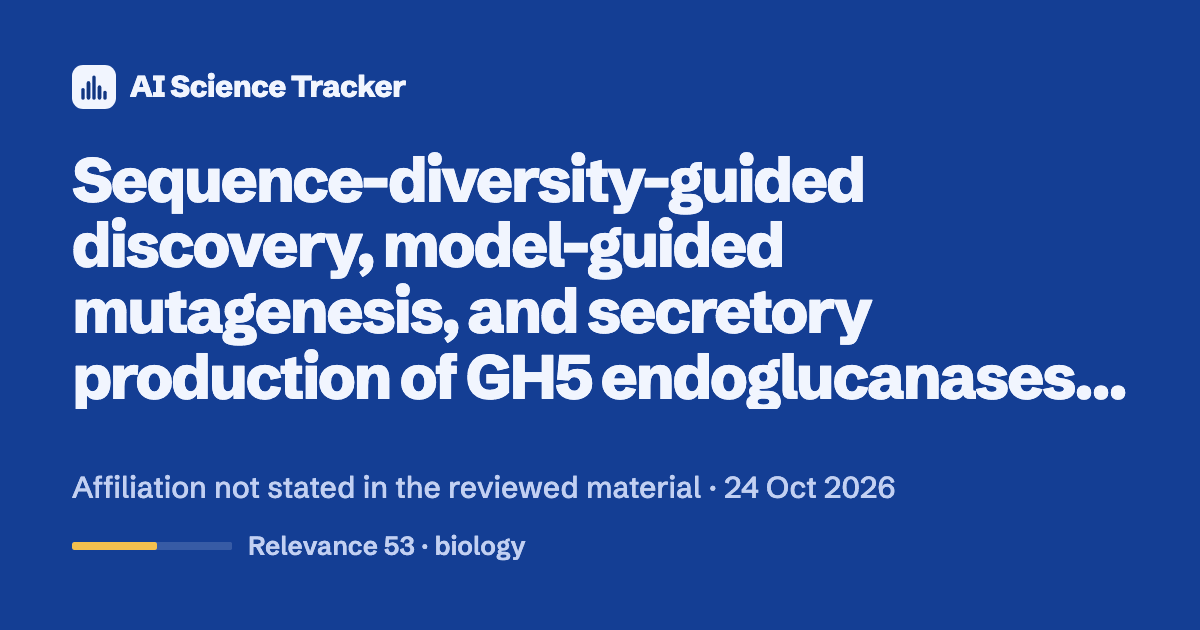 AI Science Tracker
Sequence-diversity-guided
discovery, model-guided
mutagenesis, and secretory
production of GH5 endoglucanases...
Affiliation not stated in the reviewed material · 24 Oct 2026
Relevance 53 · biology